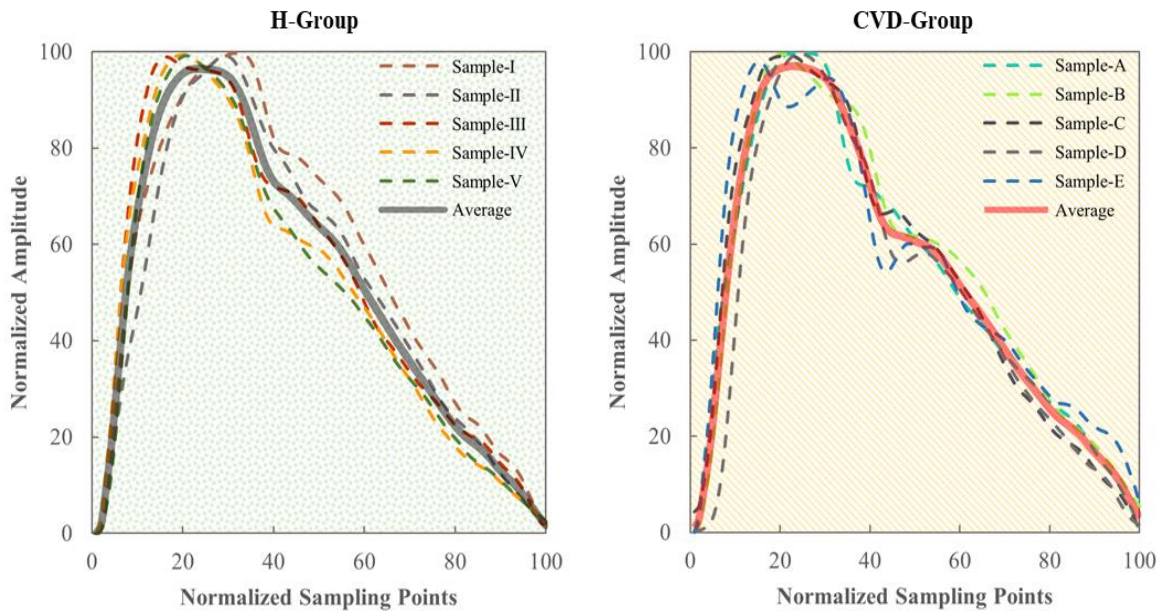 H-Group
100
80
60
40
20
0
0 20 40 60 80 100
Normalized Amplitude
Normalized Sampling Points
Sample-I
Sample-II
Sample-III
Sample-IV
Sample-V
Average
CVD-Group
100
80
60
40
20
0
0 20 40 60 80 100
Normalized Amplitude
Normalized Sampling Points
Sample-A
Sample-B
Sample-C
Sample-D
Sample-E
Average